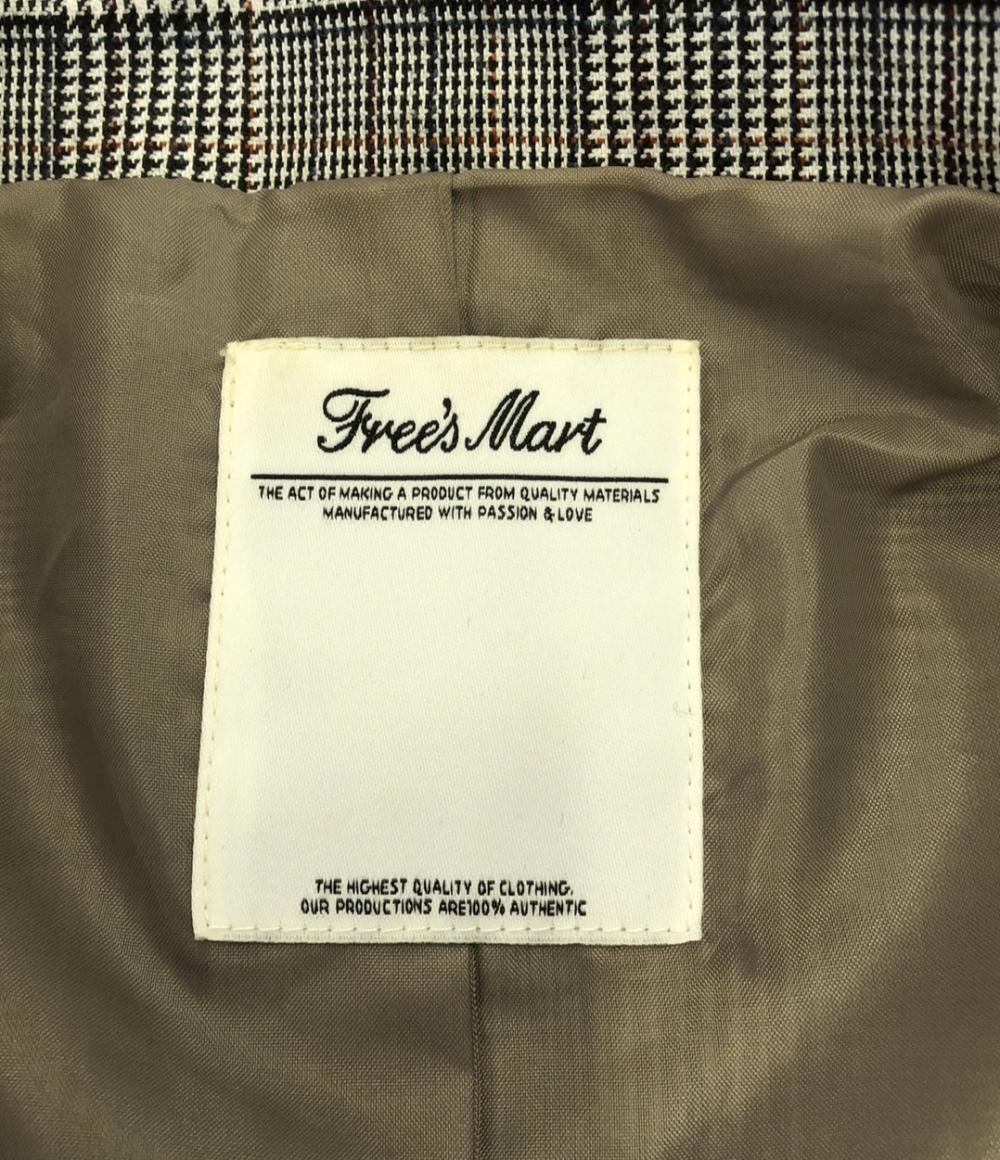 Free's Mart
THE ACT OF MAKING A PRODUCT FROM QUALITY MATERIALS
MANUFACTURED WITH PASSION & LOVE
THE HIGHEST QUALITY OF CLOTHING.
OUR PRODUCTIONS ARE100% AUTHENTIC